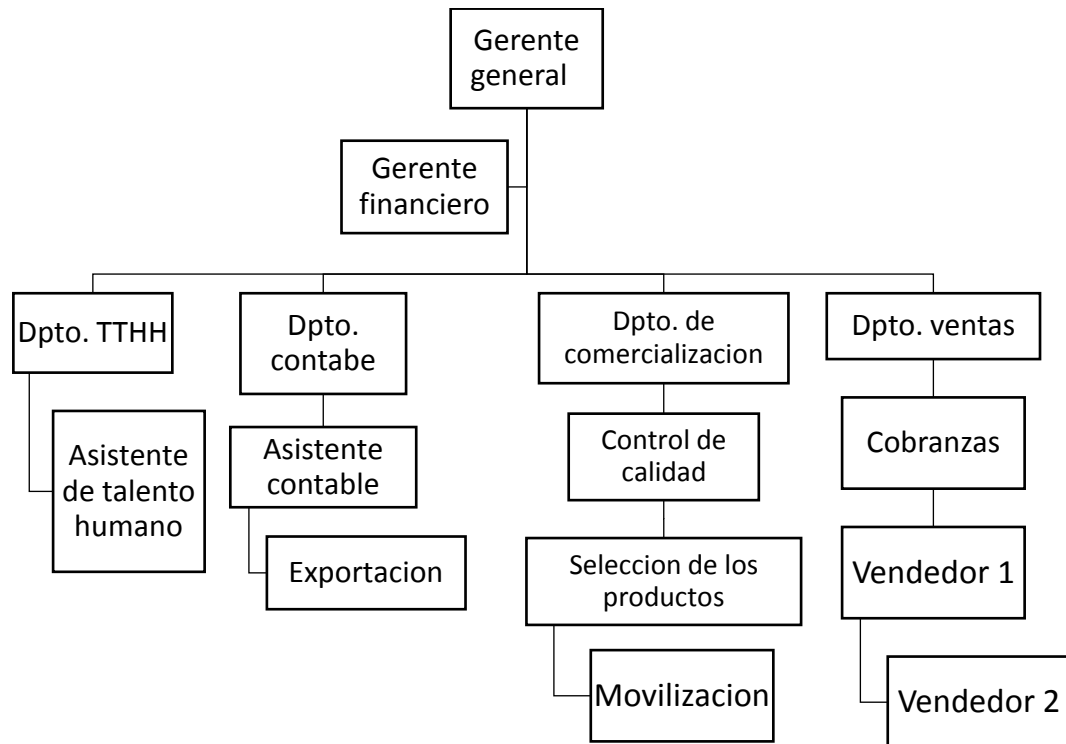 Gerente
general
Gerente
financiero
Dpto. TTHH
Dpto.
contabe
Dpto. de
comercializacion
Dpto. ventas
Asistente
de talento
humano
Asistente
contable
Exportacion
Control de
calidad
Seleccion de los
productos
Movilizacion
Cobranzas
Vendedor 1
Vendedor 2